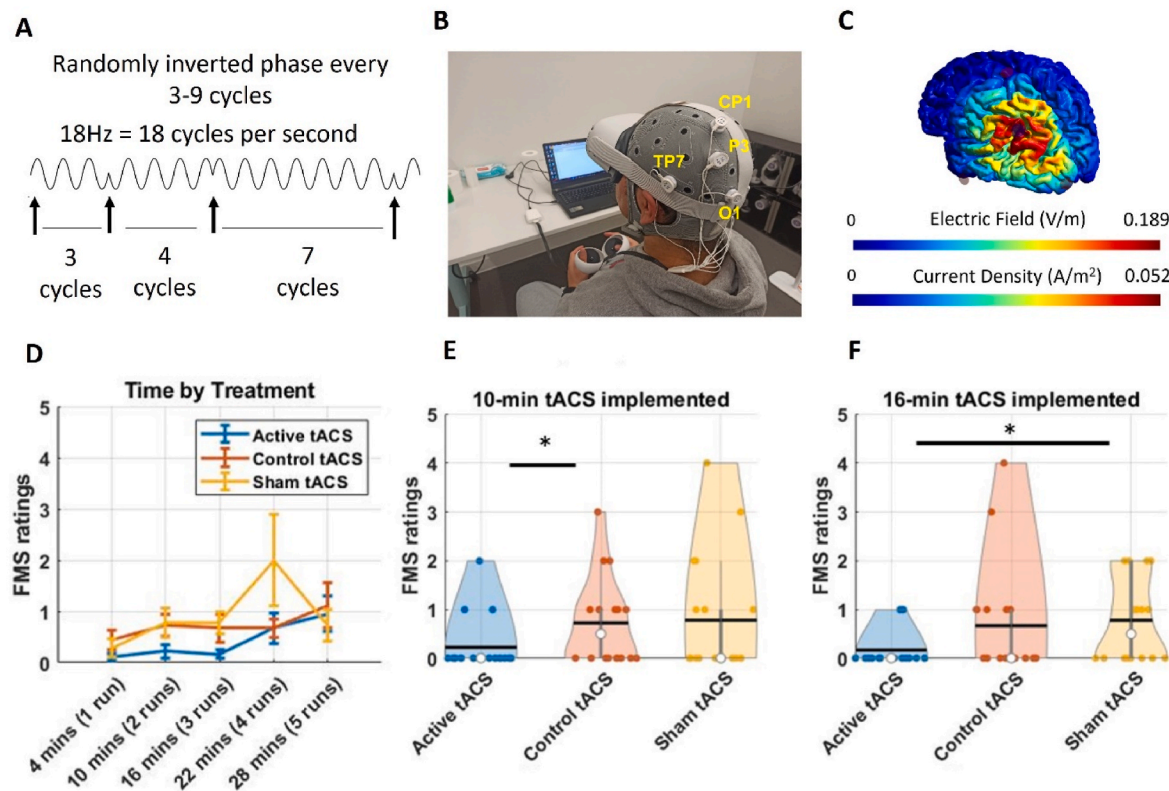 A
Randomly inverted phase every
3-9 cycles
18Hz = 18 cycles per second
3
cycles
4
cycles
7
cycles
B
CP1
P3
TP7
O1
C
0 Electric Field (V/m) 0.189
0 Current Density (A/m²) 0.052
D
Time by Treatment
FMS ratings
5
4
3
2
1
0
Active tACS
Control tACS
Sham tACS
4 mins (1 run)
10 mins (2 runs)
16 mins (3 runs)
22 mins (4 runs)
28 mins (5 runs)
E
10-min tACS implemented
*
FMS ratings
5
4
3
2
1
0
Active tACS
Control tACS
Sham tACS
F
16-min tACS implemented
*
FMS ratings
5
4
3
2
1
0
Active tACS
Control tACS
Sham tACS